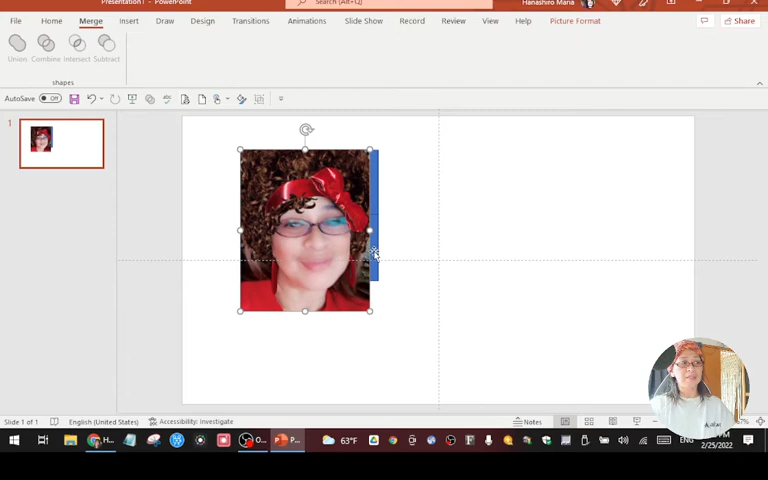 Presentation1 - PowerPoint
Search (Alt+Q)
Hanashiro Maria
File Home Merge Insert Draw Design Transitions Animations Slide Show Record Review View Help Picture Format
Share
Union Combine Intersect Subtract
shapes
AutoSave Off
1
Slide 1 of 1 English (United States) Accessibility: Investigate Notes
63°F ENG
2/25/2022